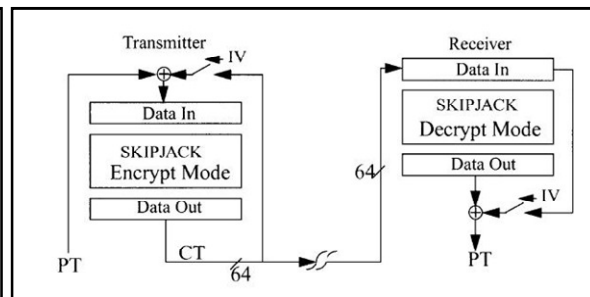 Transmitter
IV
Data In
SKIPJACK
Encrypt Mode
Data Out
PT
CT
64
Receiver
Data In
SKIPJACK
Decrypt Mode
Data Out
64
IV
PT